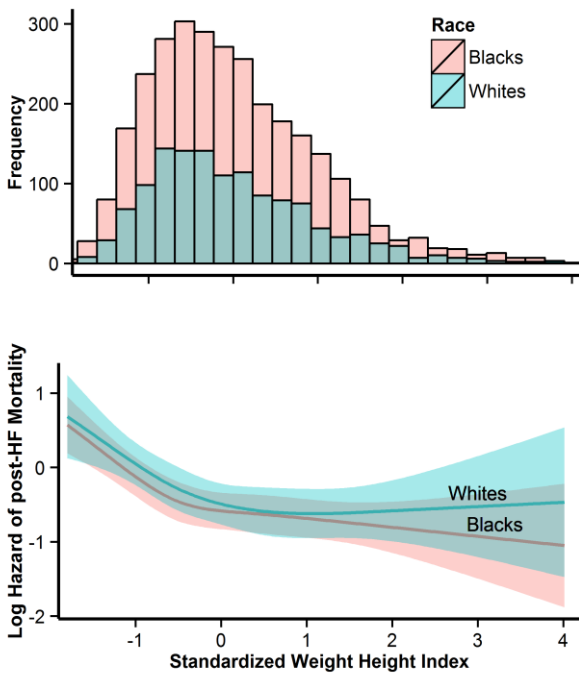 300
200
100
0
Frequency
Race
Blacks
Whites
1
0
-1
-2
Log Hazard of post-HF Mortality
Whites
Blacks
-1
0
1
2
3
4
Standardized Weight Height Index